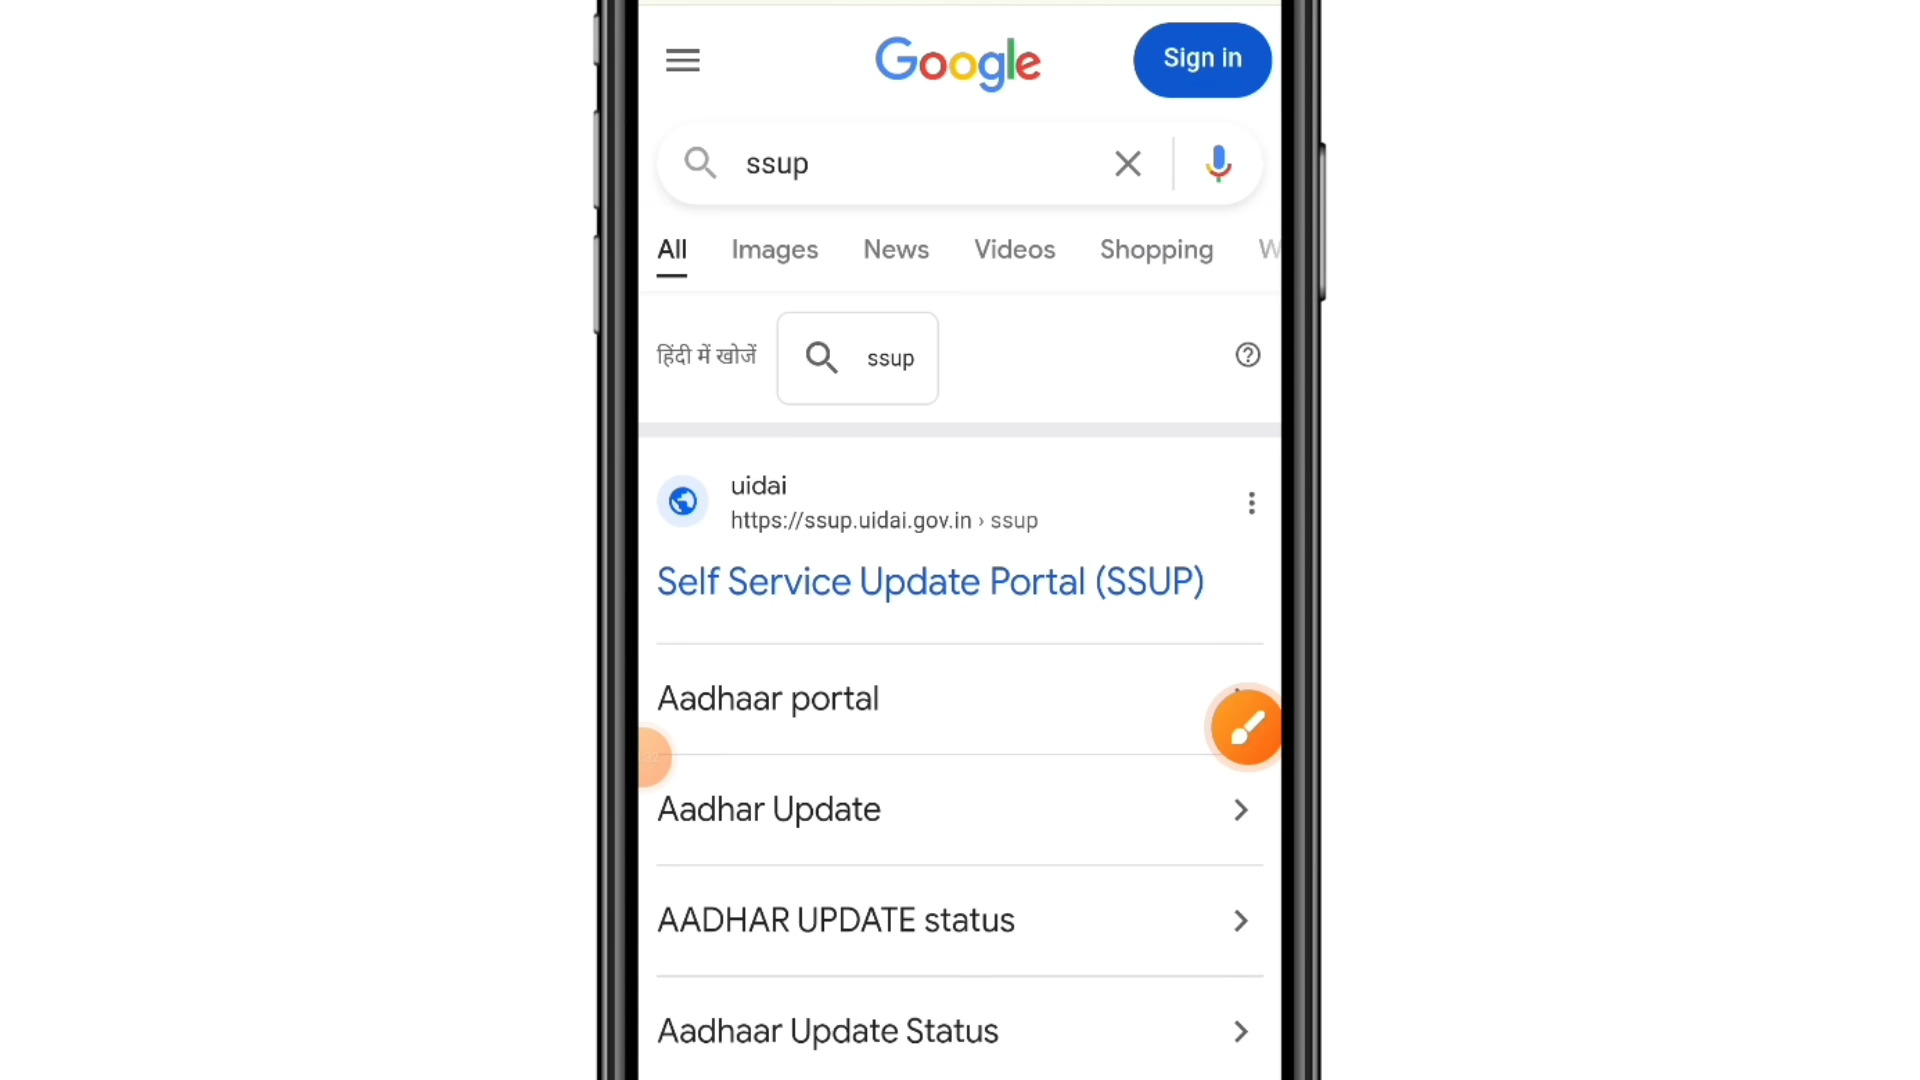 Google
Sign in
ssup
All Images News Videos Shopping
हिंदी में खोजें ssup
uidai
https://ssup.uidai.gov.in › ssup
Self Service Update Portal (SSUP)
Aadhaar portal
Aadhar Update
AADHAR UPDATE status
Aadhaar Update Status